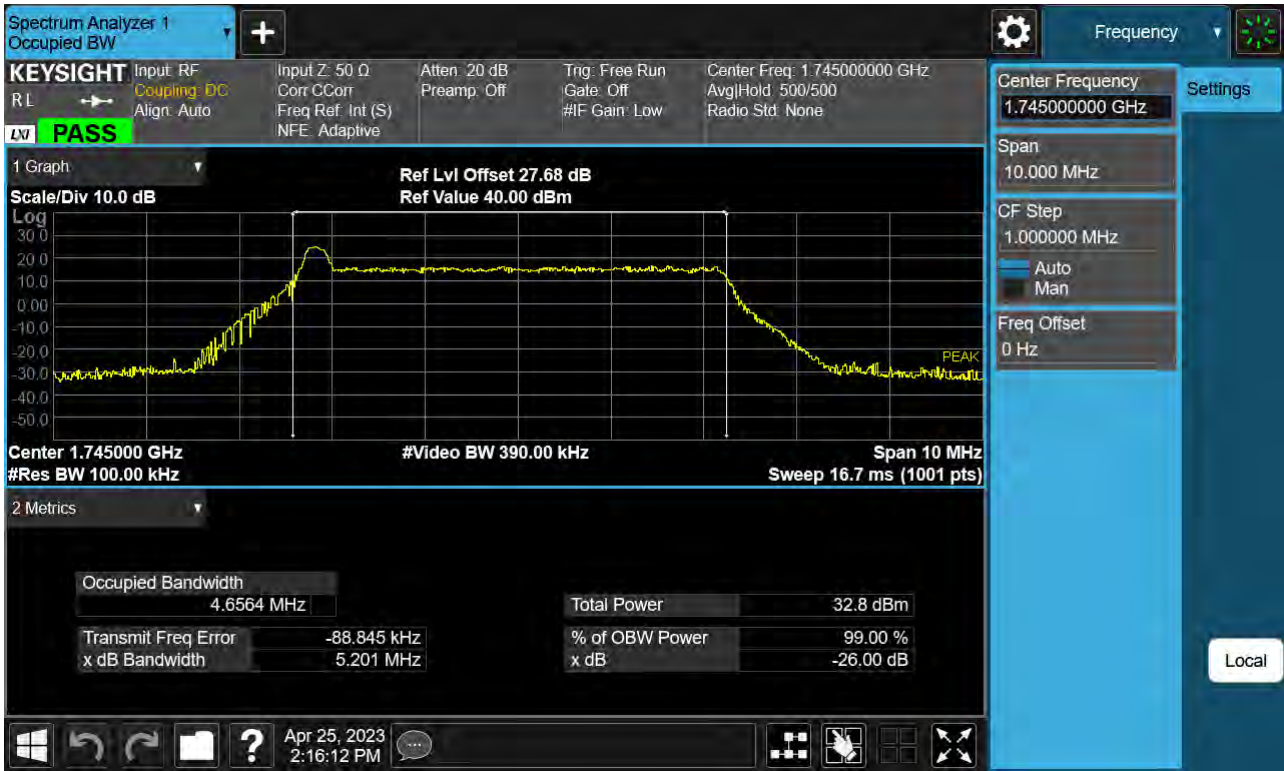 Spectrum Analyzer 1
Occupied BW
Frequency
KEYSIGHT
RL
LXI
PASS
Input: RF
Coupling: DC
Align: Auto
Input Z: 50 Ω
Corr CCorr
Freq Ref: Int (S)
NFE: Adaptive
Atten: 20 dB
Preamp: Off
Trig: Free Run
Gate: Off
#IF Gain: Low
Center Freq: 1.745000000 GHz
Avg|Hold: 500/500
Radio Std: None
Center Frequency
1.745000000 GHz
Settings
Span
10.000 MHz
CF Step
1.000000 MHz
Auto
Man
Freq Offset
0 Hz
Local
1 Graph
Scale/Div 10.0 dB
Ref Lvl Offset 27.68 dB
Ref Value 40.00 dBm
Log
30.0
20.0
10.0
0.00
-10.0
-20.0
-30.0
-40.0
-50.0
PEAK
Center 1.745000 GHz
#Video BW 390.00 kHz
Span 10 MHz
#Res BW 100.00 kHz
Sweep 16.7 ms (1001 pts)
2 Metrics
Occupied Bandwidth
4.6564 MHz
Total Power 32.8 dBm
Transmit Freq Error -88.845 kHz
% of OBW Power 99.00 %
x dB Bandwidth 5.201 MHz
x dB -26.00 dB
?
Apr 25, 2023
2:16:12 PM